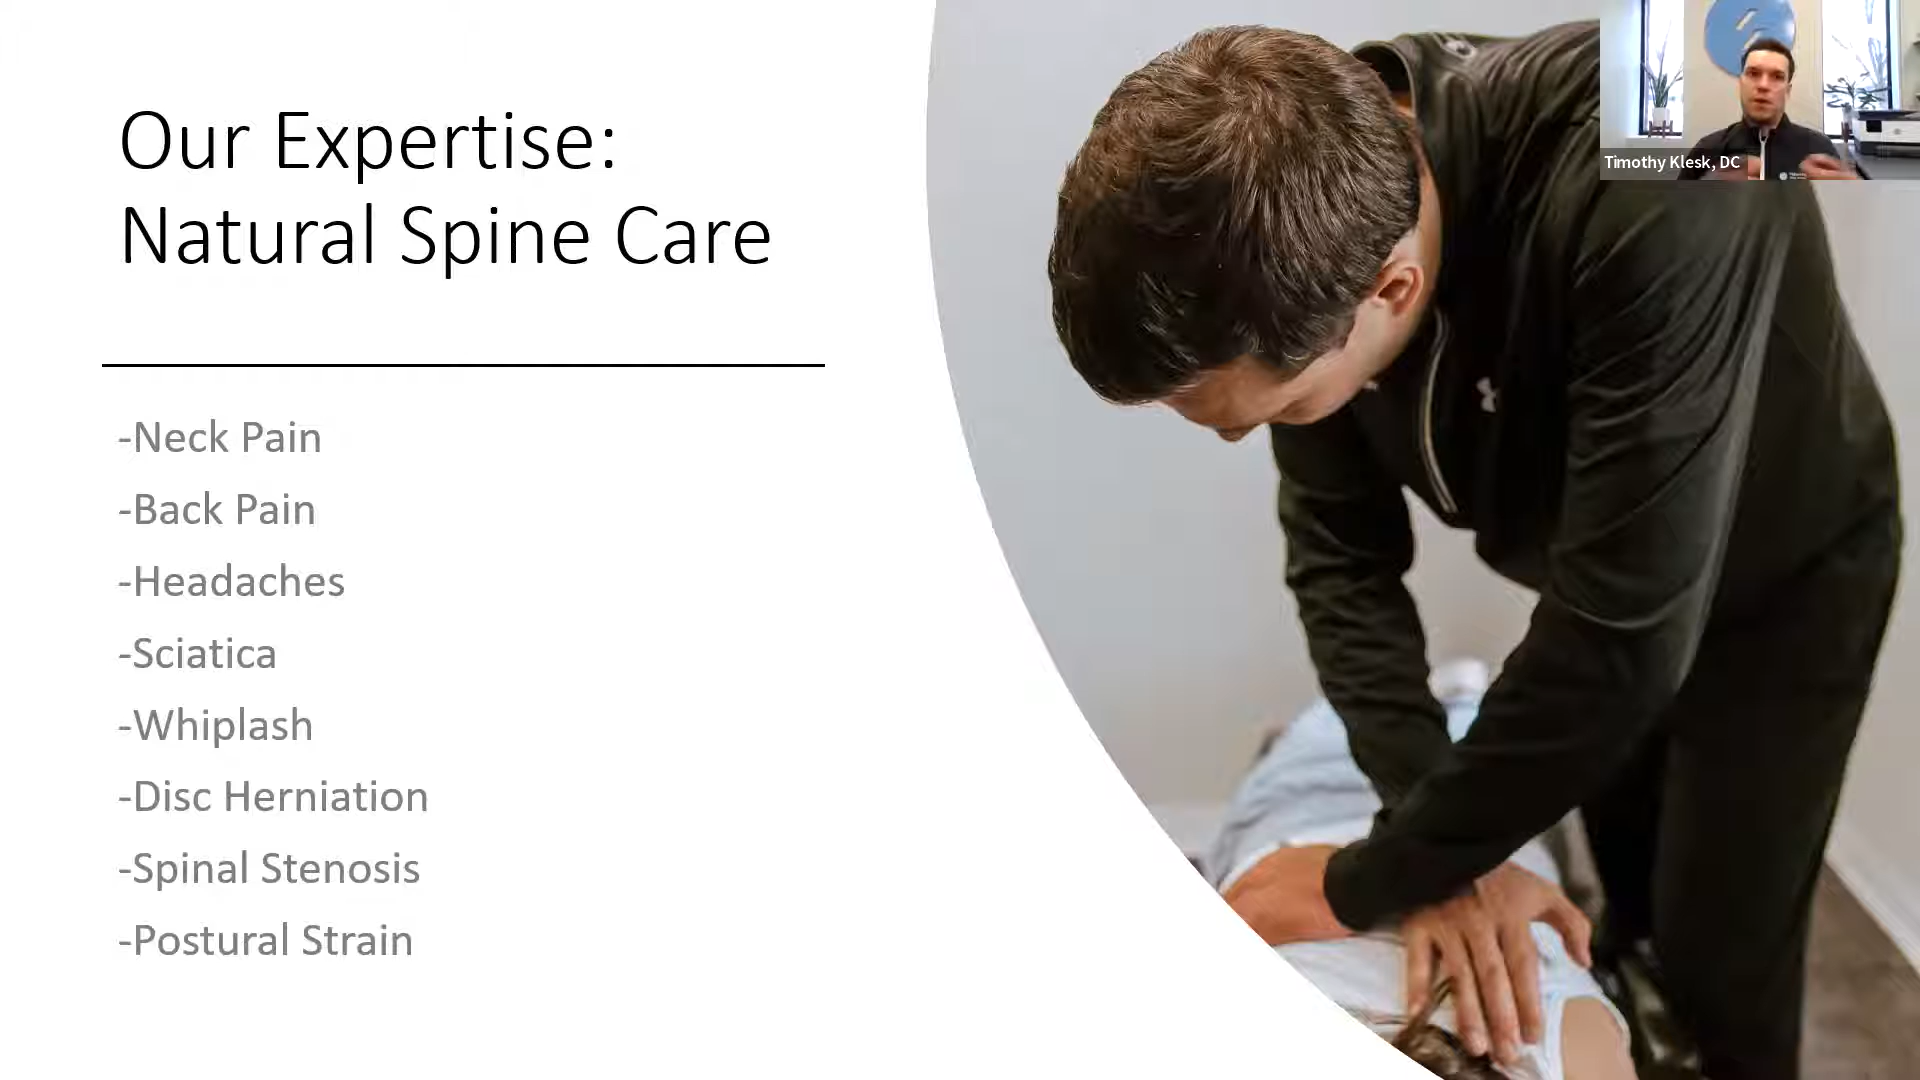 Our Expertise:
Natural Spine Care
-Neck Pain
-Back Pain
-Headaches
-Sciatica
-Whiplash
-Disc Herniation
-Spinal Stenosis
-Postural Strain
Timothy Klesk, DC